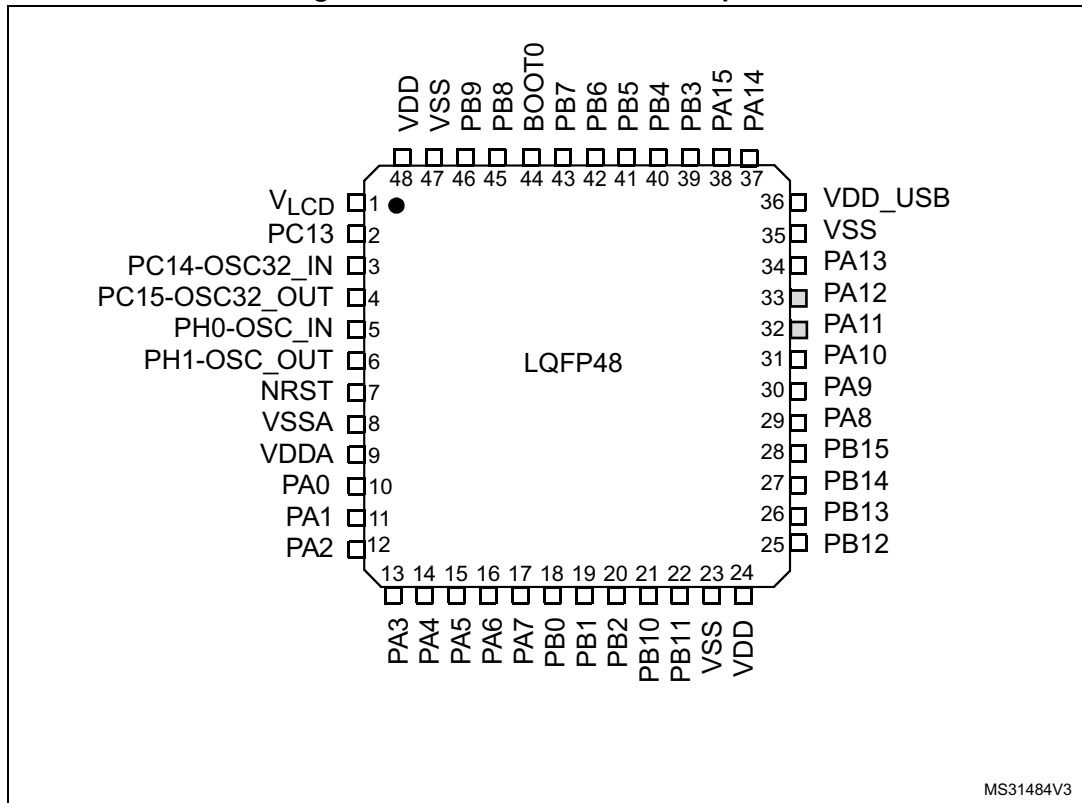 VDD
VSS
PB9
PB8
BOOT0
PB7
PB6
PB5
PB4
PB3
PA15
PA14
48 47 46 45 44 43 42 41 40 39 38 37
VLCD 1
PC13 2
PC14-OSC32_IN 3
PC15-OSC32_OUT 4
PH0-OSC_IN 5
PH1-OSC_OUT 6
NRST 7
VSSA 8
VDDA 9
PA0 10
PA1 11
PA2 12
LQFP48
36 VDD_USB
35 VSS
34 PA13
33 PA12
32 PA11
31 PA10
30 PA9
29 PA8
28 PB15
27 PB14
26 PB13
25 PB12
13 14 15 16 17 18 19 20 21 22 23 24
PA3
PA4
PA5
PA6
PA7
PB0
PB1
PB2
PB10
PB11
VSS
VDD
MS31484V3